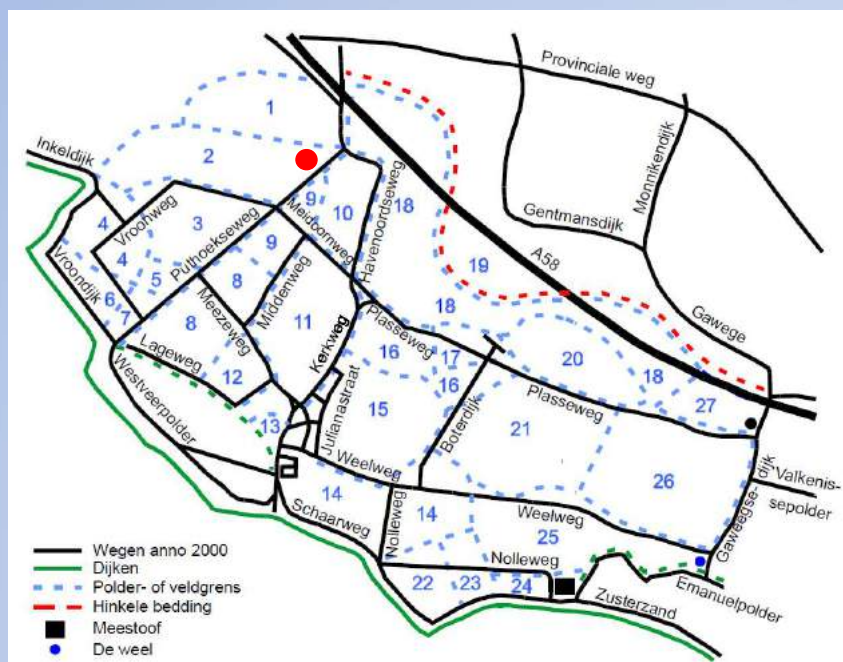 Provinciale weg
1
Inkeldijk
2
Monnikendijk
Havenoordseweg
9
10
18
Gentmansdijk
Meidoornweg
Vroonweg
3
4
4
Puthoekseweg
9
19
A58
5
8
Middenweg
Gawege
Vroondijk
6
7
8
Meezeweg
11
18
Kerkweg
Plasseweg
16
17
20
18
Lageweg
12
16
27
Westveerpolder
Julianastraat
15
Boterdijk
Plasseweg
21
13
Weelweg
26
Gaweegse-
dijk
Valkenis-
sepolder
14
Schaarweg
Nolleweg
14
Weelweg
25
Nolleweg
22
23
24
Zusterzand
Emanuelpolder
Wegen anno 2000
Dijken
Polder- of veldgrens
Hinkele bedding
Meestoof
De weel